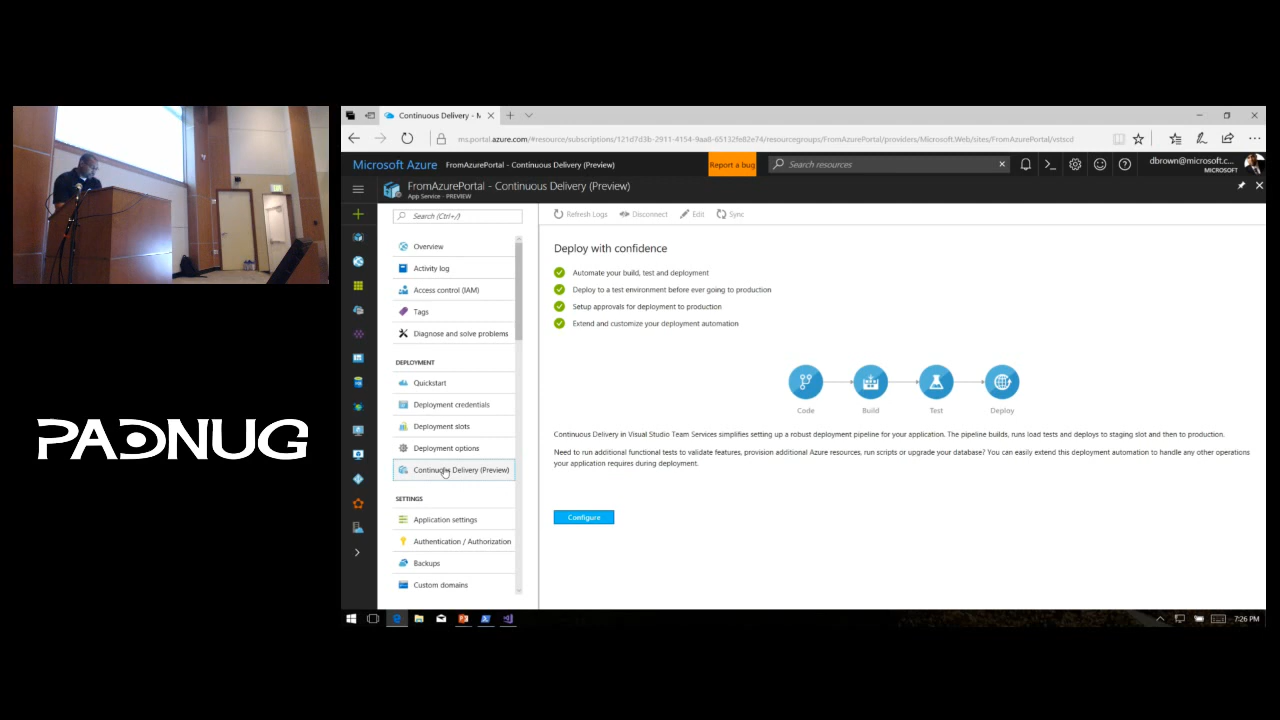 PADNUG
Continuous Delivery - M
ms.portal.azure.com/#resource/subscriptions/121d7d3b-2911-4154-9aa8-65132fe82e74/resourcegroups/FromAzurePortal/providers/Microsoft.Web/sites/FromAzurePortal/vstscd
Microsoft Azure FromAzurePortal - Continuous Delivery (Preview) Report a bug Search resources dbrown@microsoft.c...
MICROSOFT
FromAzurePortal - Continuous Delivery (Preview)
App Service - PREVIEW
Search (Ctrl+/)
Overview
Activity log
Access control (IAM)
Tags
Diagnose and solve problems
DEPLOYMENT
Quickstart
Deployment credentials
Deployment slots
Deployment options
Continuous Delivery (Preview)
SETTINGS
Application settings
Authentication / Authorization
Backups
Custom domains
Refresh Logs Disconnect Edit Sync
Deploy with confidence
Automate your build, test and deployment
Deploy to a test environment before ever going to production
Setup approvals for deployment to production
Extend and customize your deployment automation
Code Build Test Deploy
Continuous Delivery in Visual Studio Team Services simplifies setting up a robust deployment pipeline for your application. The pipeline builds, runs load tests and deploys to staging slot and then to production.
Need to run additional functional tests to validate features, provision additional Azure resources, run scripts or upgrade your database? You can easily extend this deployment automation to handle any other operations
your application requires during deployment.
Configure
7:26 PM